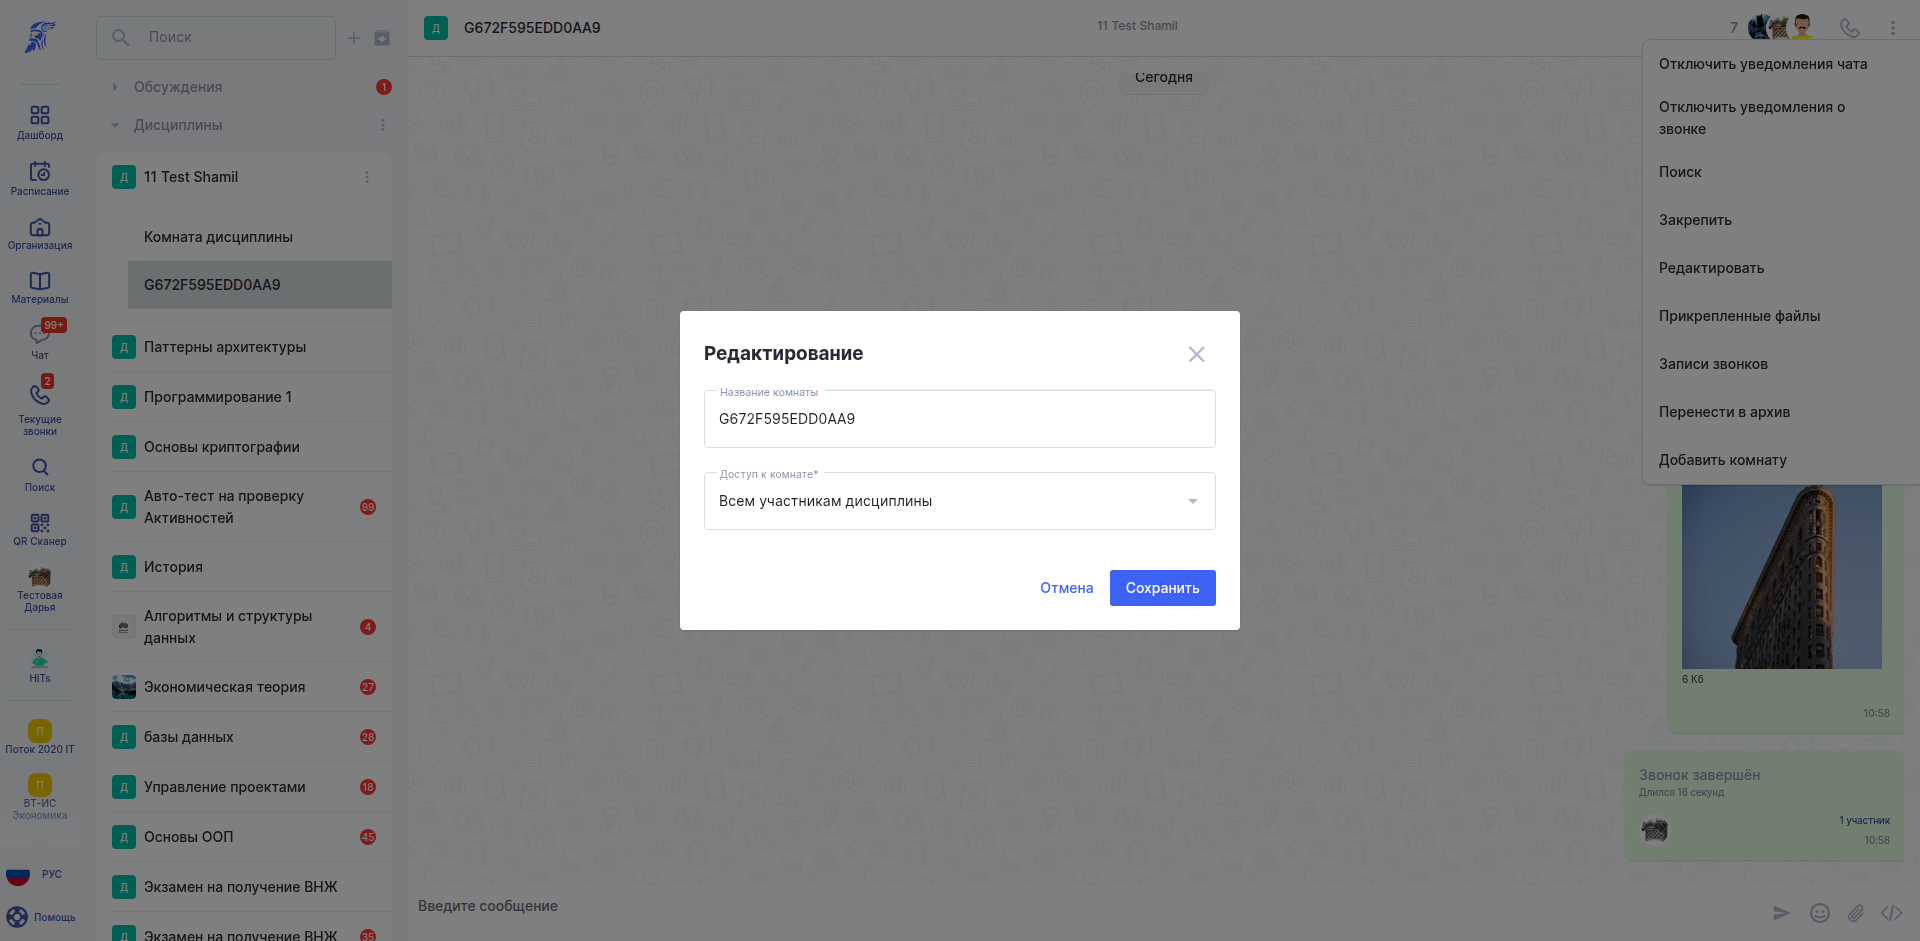 Дашборд
Расписание
Организация
Материалы
99+
Чат
2
Текущие
звонки
Поиск
QR Сканер
Тестовая
Дарья
HITs
П
Поток 2020 IT
П
ВТ-ИС
Экономика
РУС
Помощь
Поиск
Обсуждения
1
Дисциплины
Д
11 Test Shamil
Комната дисциплины
G672F595EDD0AA9
Д
Паттерны архитектуры
Д
Программирование 1
Д
Основы криптографии
Д
Авто-тест на проверку
Активностей
99
Д
История
Алгоритмы и структуры
данных
4
Экономическая теория
27
Д
базы данных
28
Д
Управление проектами
18
Д
Основы ООП
45
Д
Экзамен на получение ВНЖ
Д
Экзамен на получение ВНЖ
35
Д
G672F595EDD0AA9
11 Test Shamil
7
Сегодня
Отключить уведомления чата
Отключить уведомления о
звонке
Поиск
Закрепить
Редактировать
Прикрепленные файлы
Записи звонков
Перенести в архив
Добавить комнату
Редактирование
Название комнаты
G672F595EDD0AA9
Доступ к комнате*
Всем участникам дисциплины
Отмена
Сохранить
6 Кб
10:58
Звонок завершён
Длился 16 секунд
1 участник
10:58
Введите сообщение